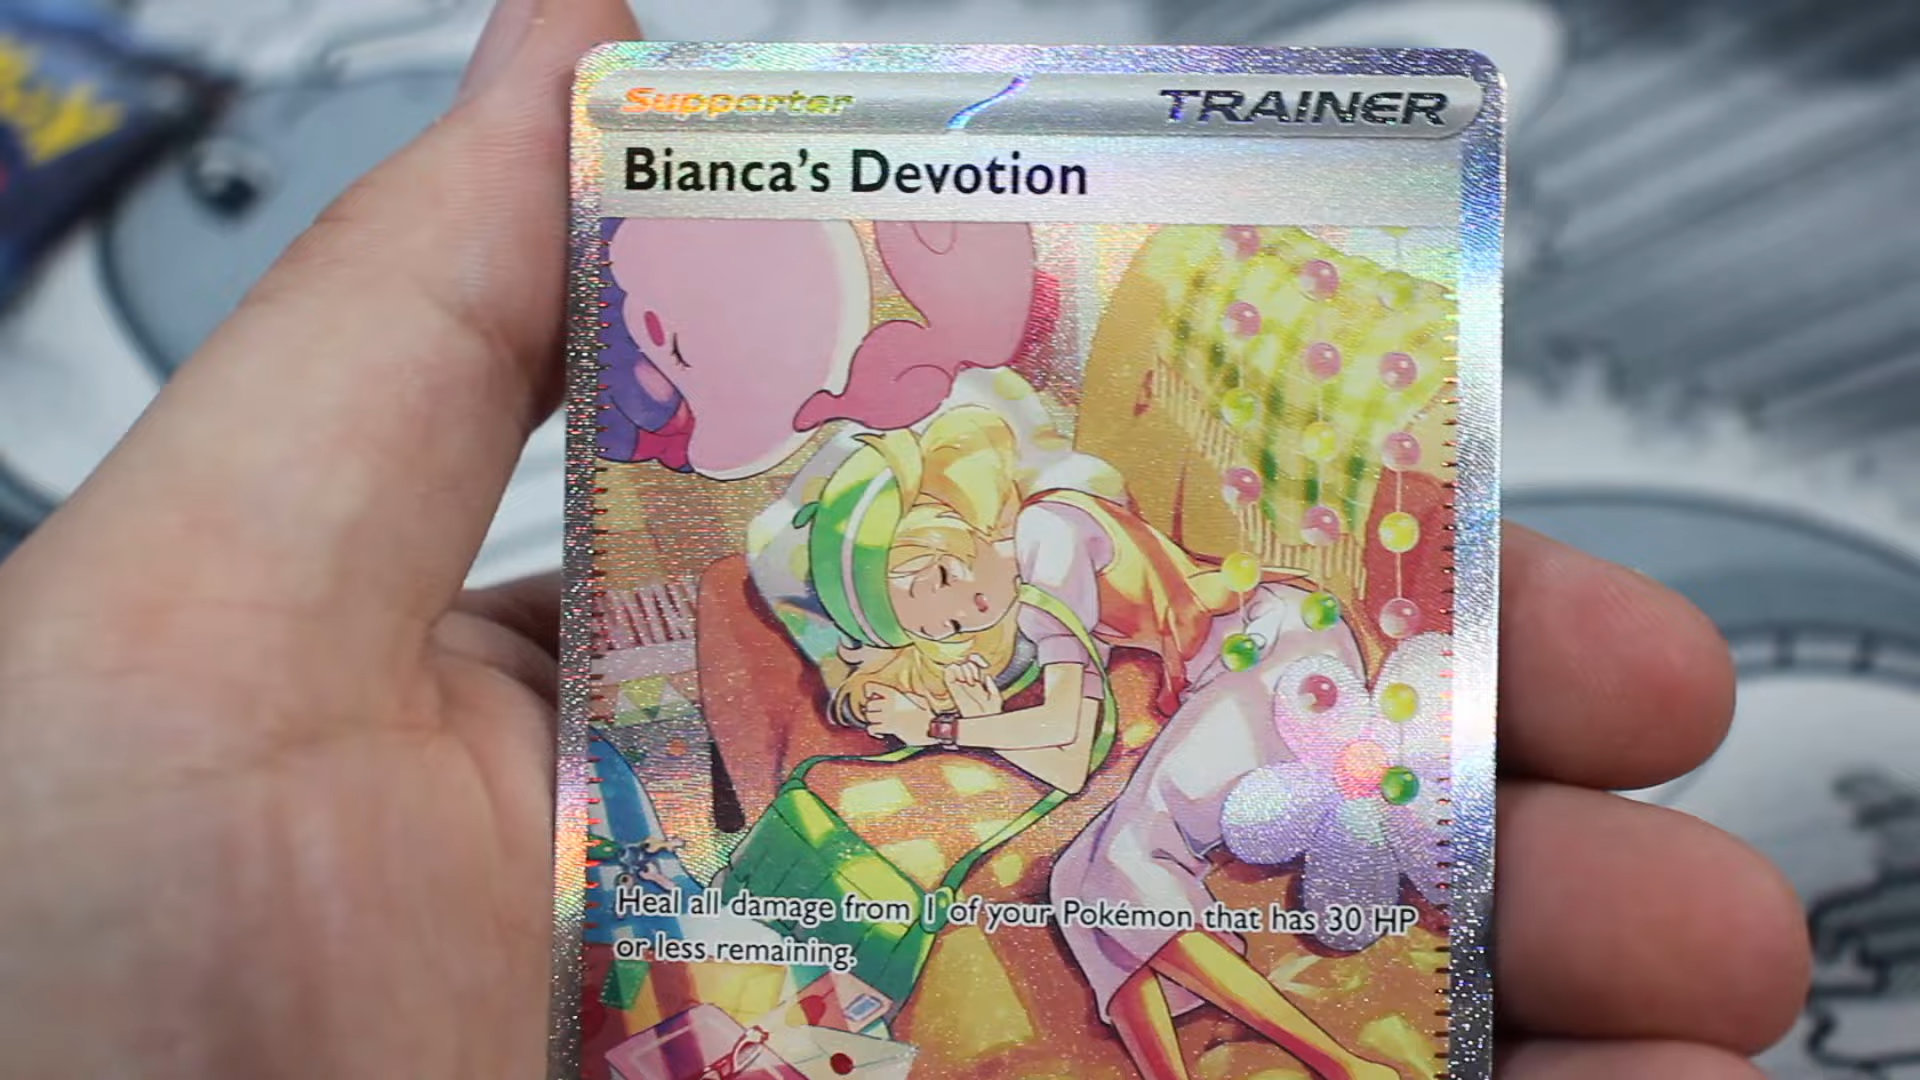 Supporter
TRAINER
Bianca's Devotion
Heal all damage from 1 of your Pokémon that has 30 HP
or less remaining.